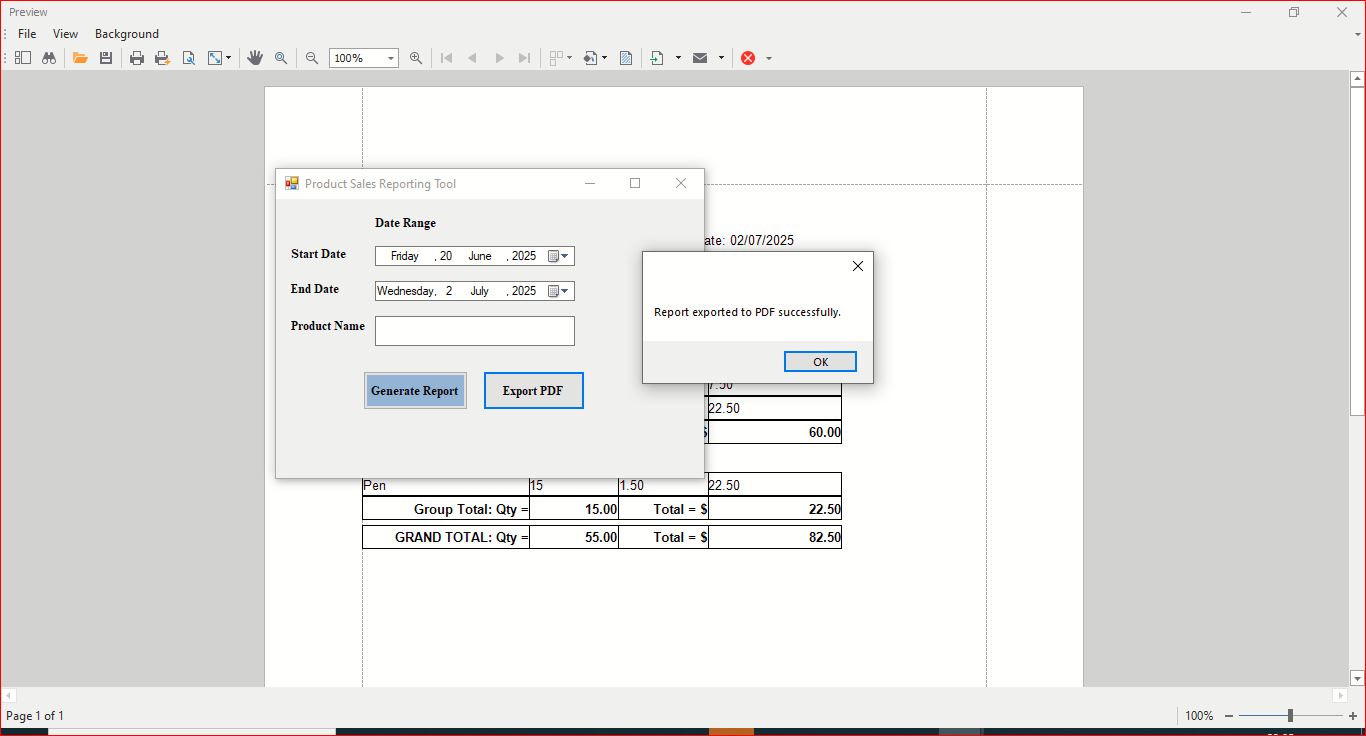 Preview
File View Background
100%
Product Sales Reporting Tool
Date Range
ate: 02/07/2025
Start Date Friday , 20 June , 2025
End Date Wednesday, 2 July , 2025
Report exported to PDF successfully.
Product Name
OK
7.50
Generate Report Export PDF
22.50
$ 60.00
Pen 15 1.50 22.50
Group Total: Qty = 15.00 Total = $ 22.50
GRAND TOTAL: Qty = 55.00 Total = $ 82.50
Page 1 of 1 100%